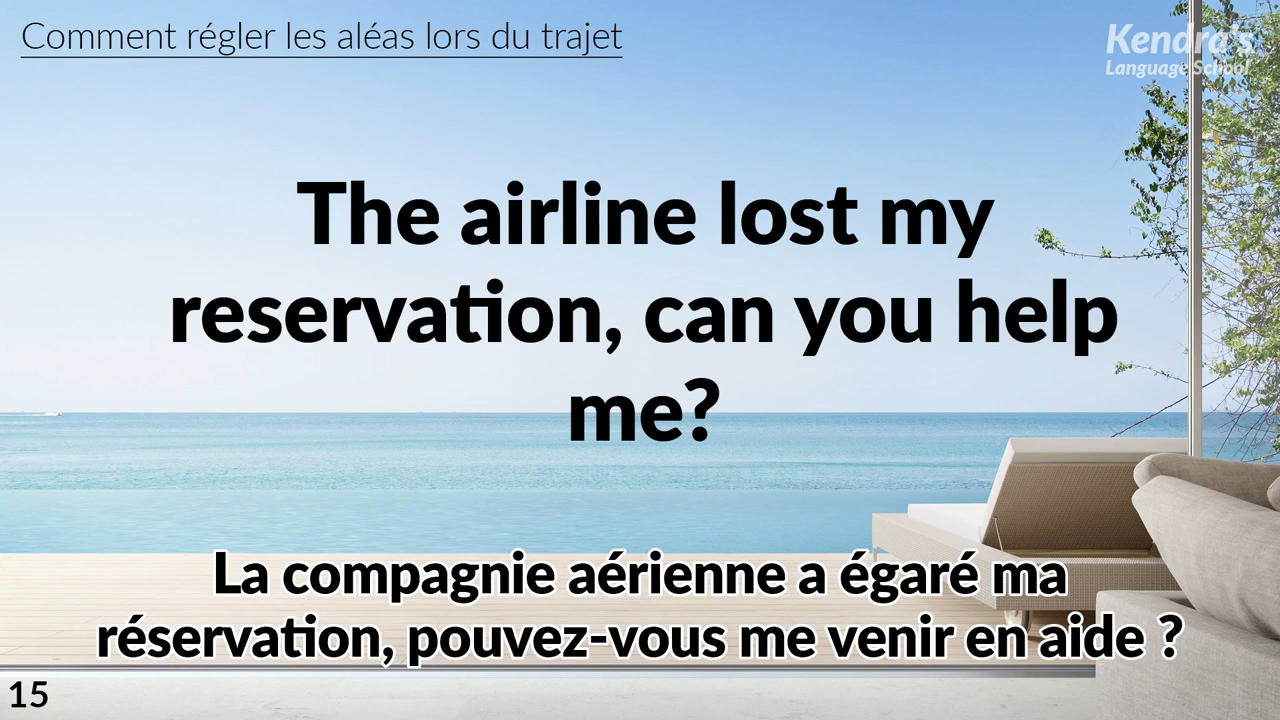 Comment régler les aléas lors du trajet
Kendra's
Language School
The airline lost my
reservation, can you help
me?
La compagnie aérienne a égaré ma
réservation, pouvez-vous me venir en aide ?
15